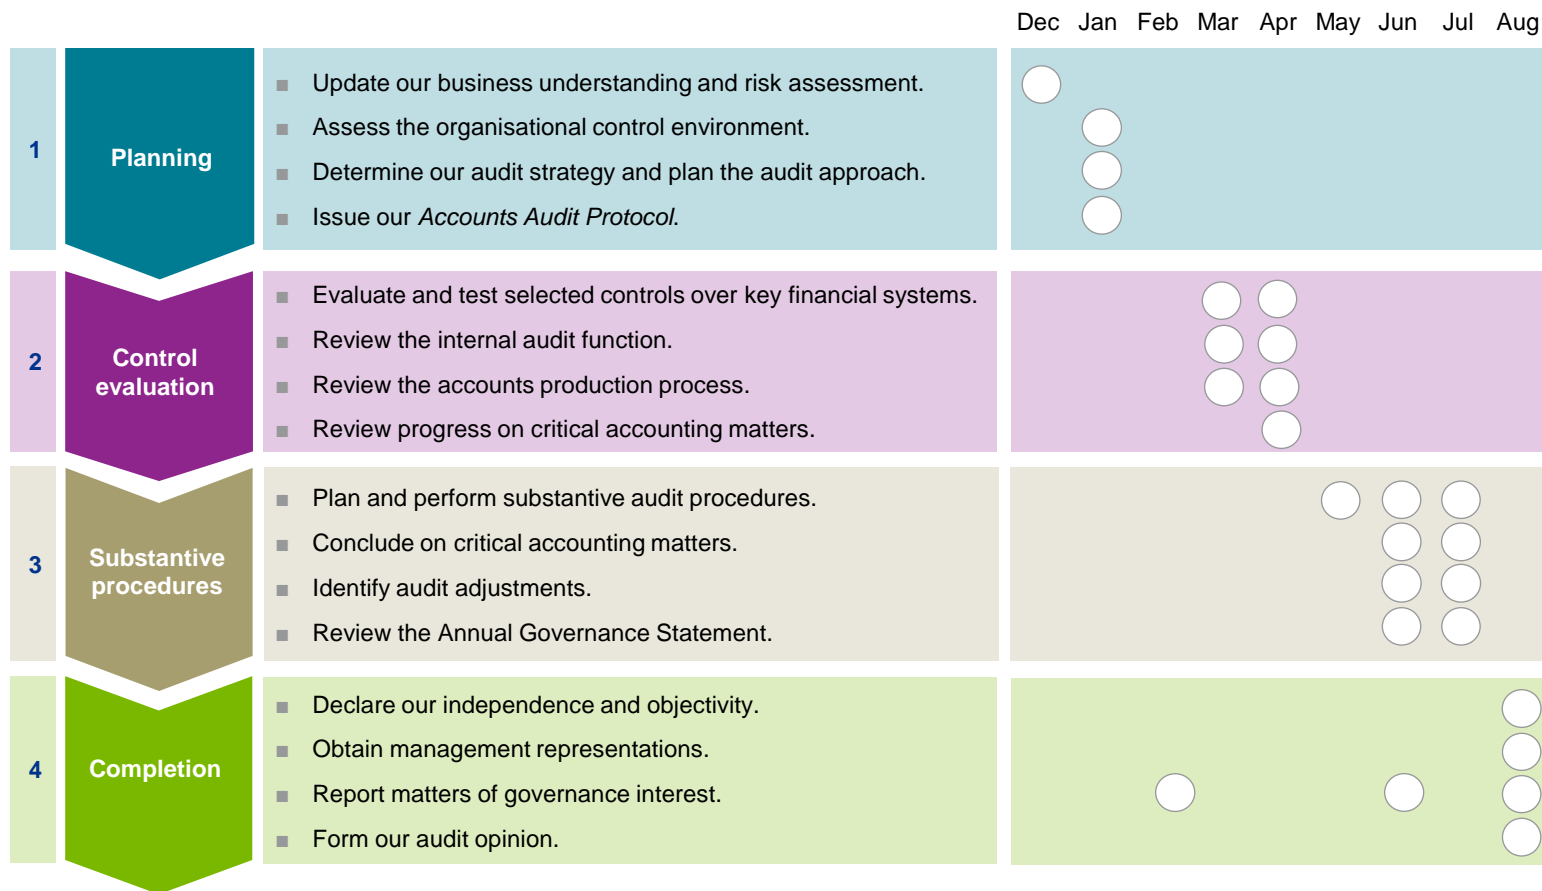 Dec Jan Feb Mar Apr May Jun Jul Aug
1
Planning
Update our business understanding and risk assessment.
Assess the organisational control environment.
Determine our audit strategy and plan the audit approach.
Issue our Accounts Audit Protocol.
2
Control
evaluation
Evaluate and test selected controls over key financial systems.
Review the internal audit function.
Review the accounts production process.
Review progress on critical accounting matters.
3
Substantive
procedures
Plan and perform substantive audit procedures.
Conclude on critical accounting matters.
Identify audit adjustments.
Review the Annual Governance Statement.
4
Completion
Declare our independence and objectivity.
Obtain management representations.
Report matters of governance interest.
Form our audit opinion.